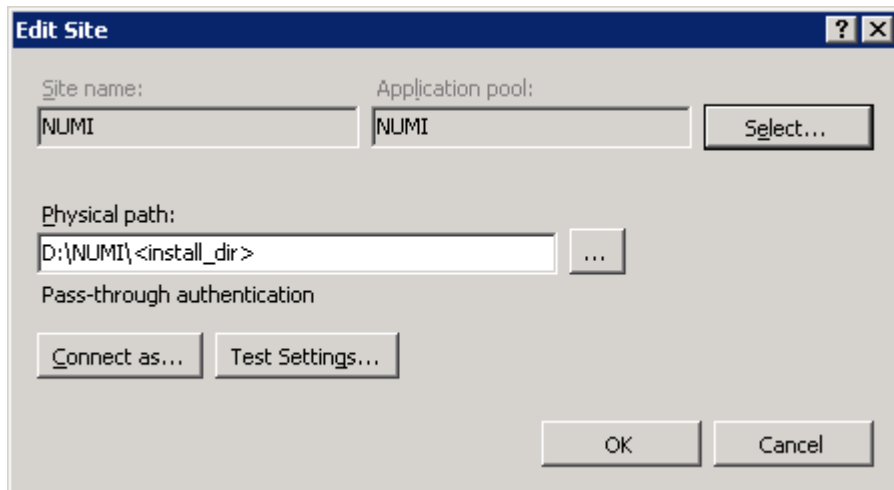 Edit Site
Site name: Application pool:
NUMI NUMI Select...
Physical path:
D:\NUMI\<install_dir> ...
Pass-through authentication
Connect as... Test Settings...
OK Cancel